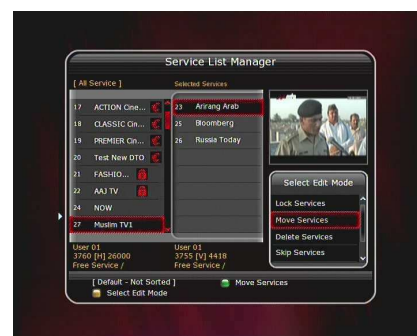 Service List Manager
[ All Service ]
Selected Services
17 ACTION Cine...
18 CLASSIC Cin...
19 PREMIER Cin...
20 Test New DTO
21 FASHIO...
22 AAJ TV
24 NOW
27 Muslim TV1
23 Arirang Arab
25 Bloomberg
26 Russia Today
Select Edit Mode
Lock Services
Move Services
Delete Services
Skip Services
User 01
3760 [H] 26000
Free Service /
User 01
3755 [V] 4418
Free Service /
[ Default - Not Sorted ]
Move Services
Select Edit Mode